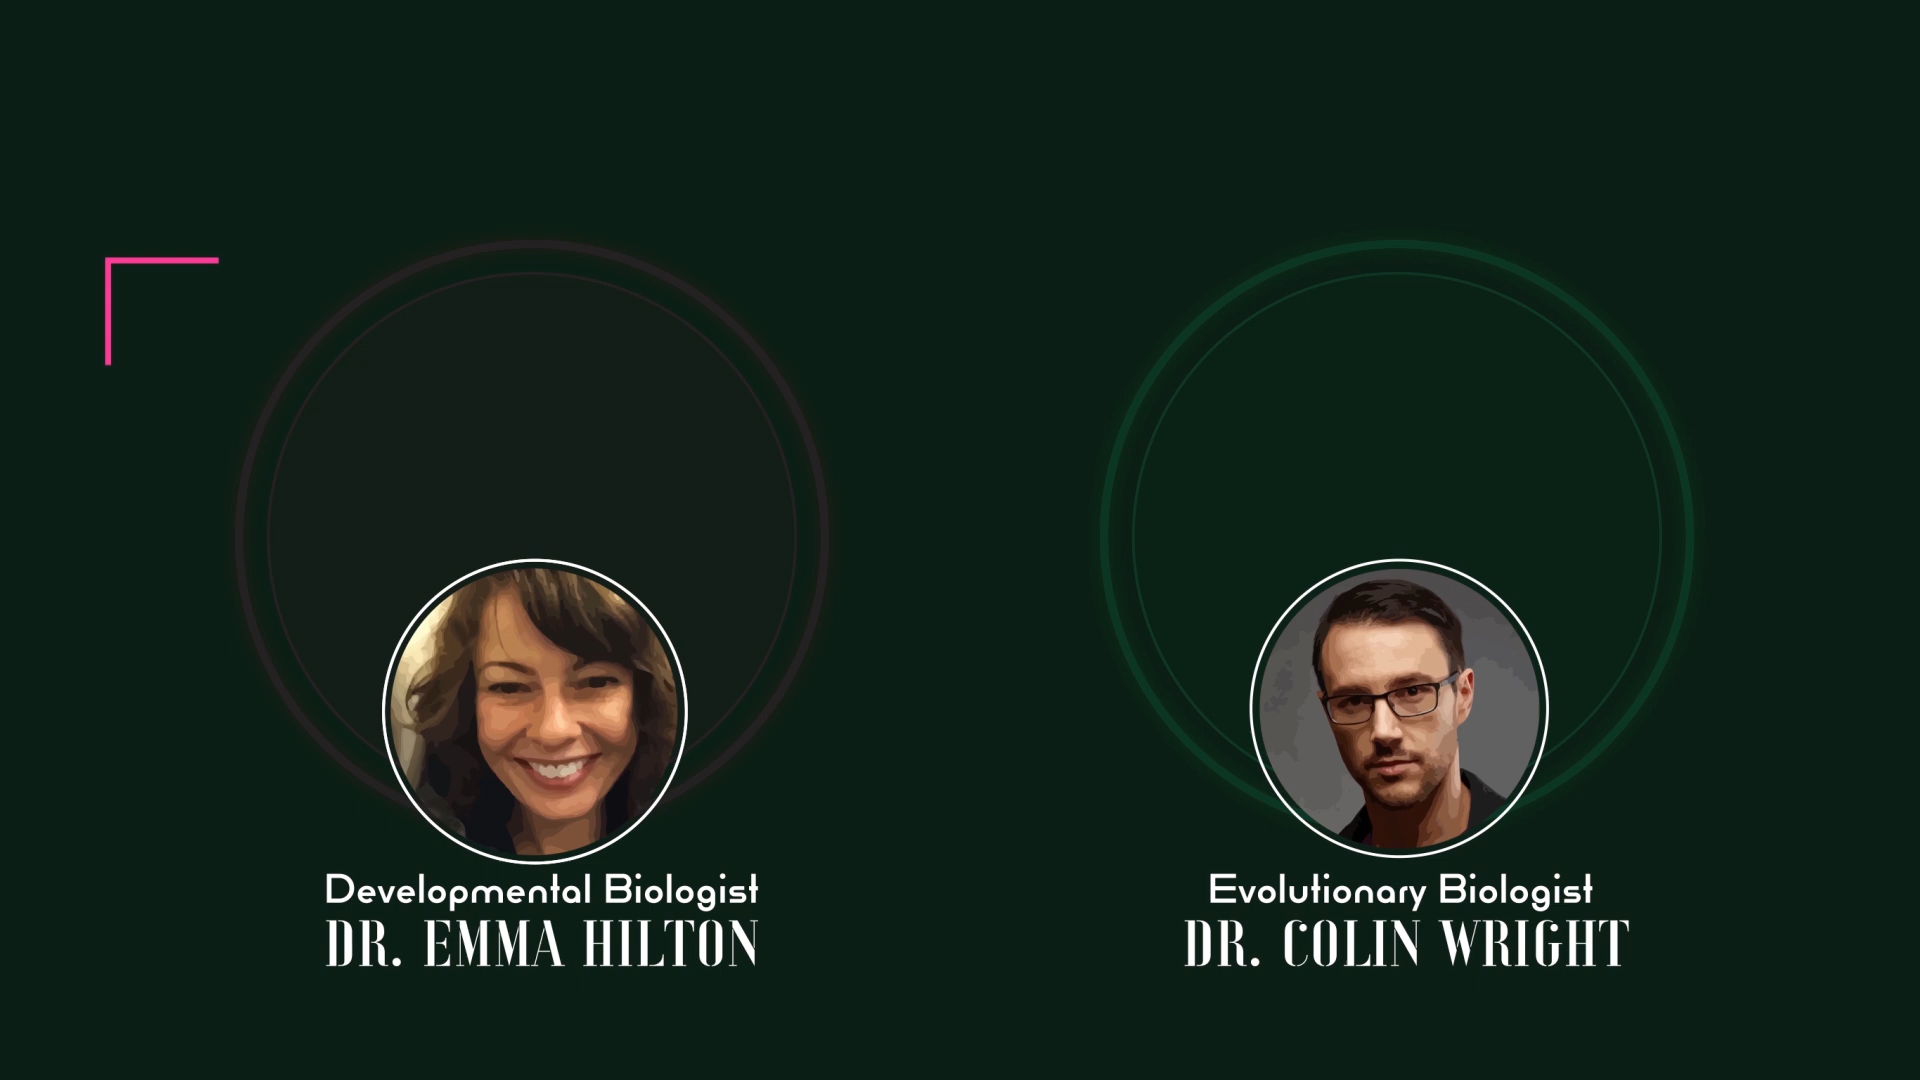 Developmental Biologist
DR. EMMA HILTON
Evolutionary Biologist
DR. COLIN WRIGHT